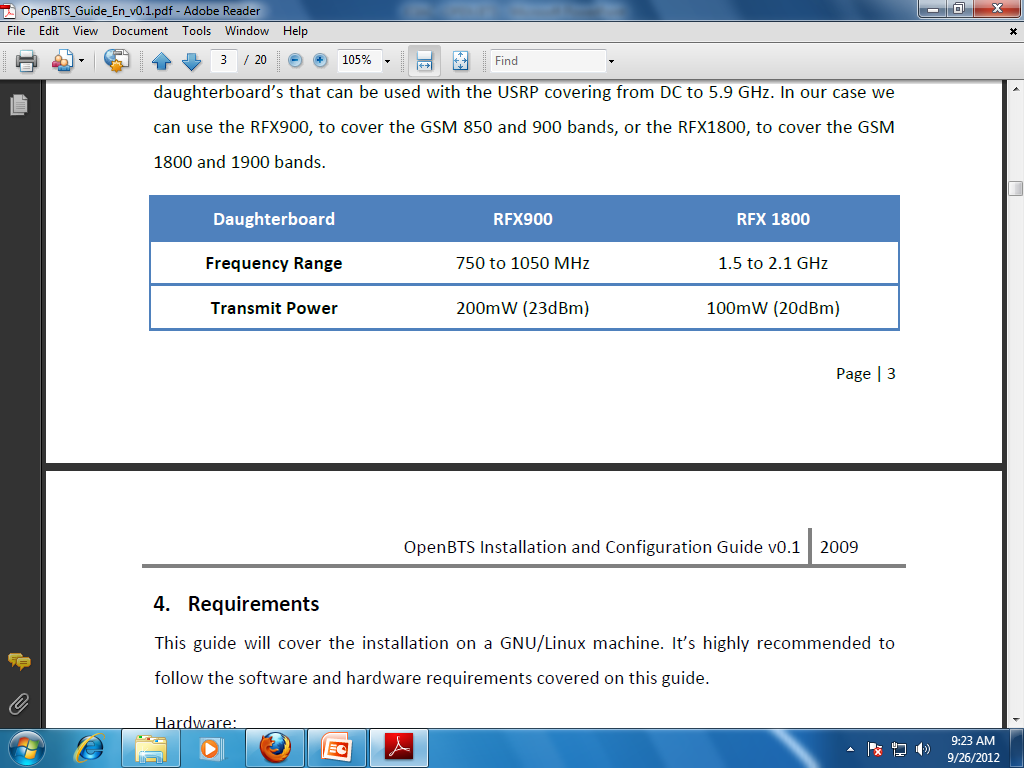 OpenBTS_Guide_En_v0.1.pdf - Adobe Reader
File Edit View Document Tools Window Help
3 / 20 105% Find
daughterboard's that can be used with the USRP covering from DC to 5.9 GHz. In our case we
can use the RFX900, to cover the GSM 850 and 900 bands, or the RFX1800, to cover the GSM
1800 and 1900 bands.
Daughterboard RFX900 RFX 1800
Frequency Range 750 to 1050 MHz 1.5 to 2.1 GHz
Transmit Power 200mW (23dBm) 100mW (20dBm)
Page | 3
OpenBTS Installation and Configuration Guide v0.1 2009
4. Requirements
This guide will cover the installation on a GNU/Linux machine. It's highly recommended to
follow the software and hardware requirements covered on this guide.
Hardware:
9:23 AM
9/26/2012